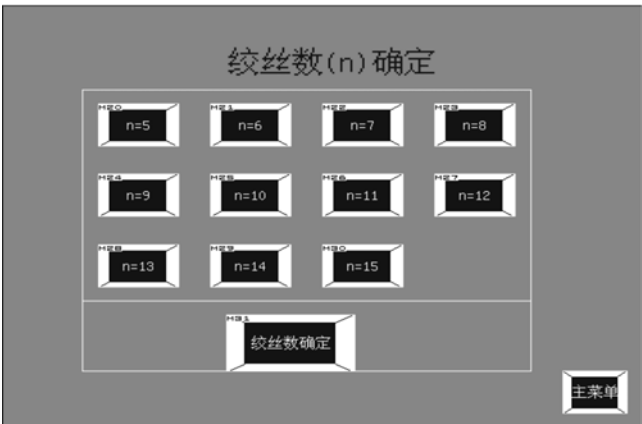 绞丝数(n)确定
M20 M21 M22 M23
n=5 n=6 n=7 n=8
M24 M25 M26 M27
n=9 n=10 n=11 n=12
M28 M29 M30
n=13 n=14 n=15
M31
绞丝数确定
主菜单